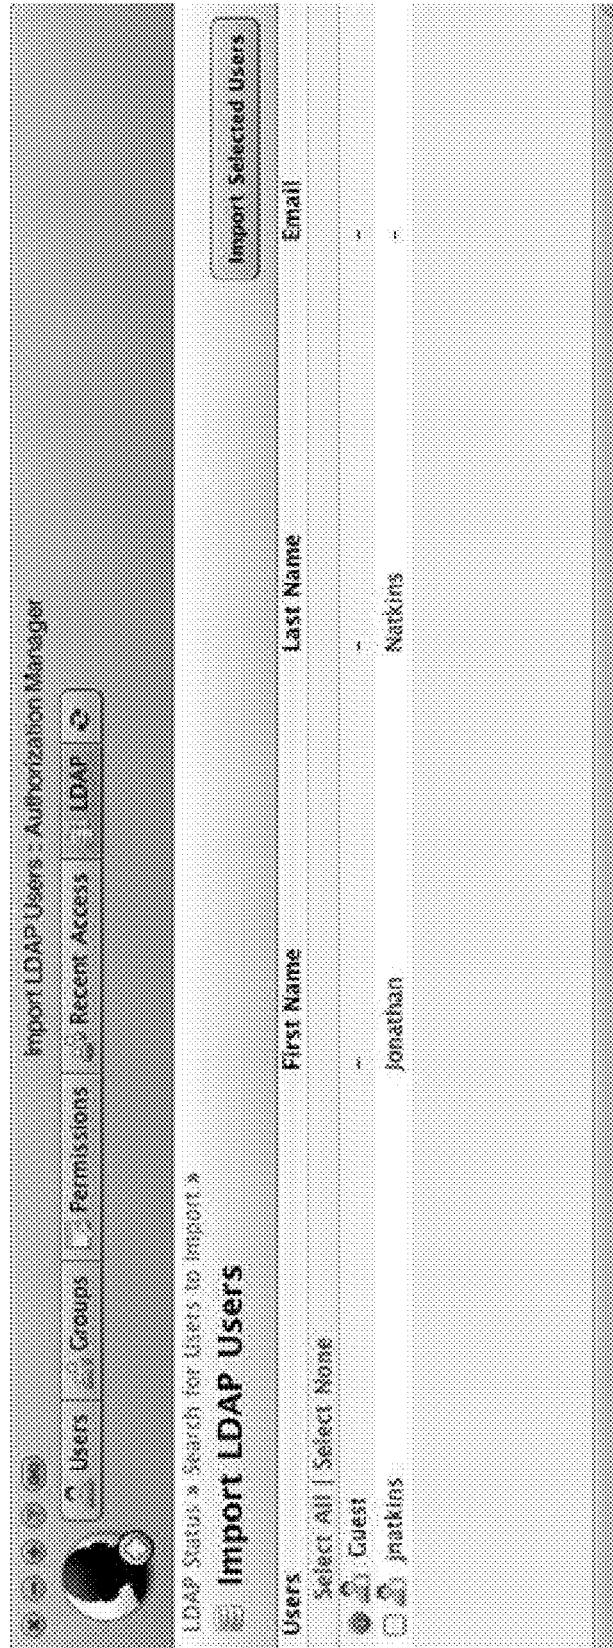 Import LDAP Users :: Authorization Manager
Users Groups Permissions Recent Access LDAP
LDAP Status » Search for Users to Import »
Import LDAP Users
Import Selected Users
Users First Name Last Name Email
Select All | Select None
Guest - - -
jnatkins Jonathan Natkins -